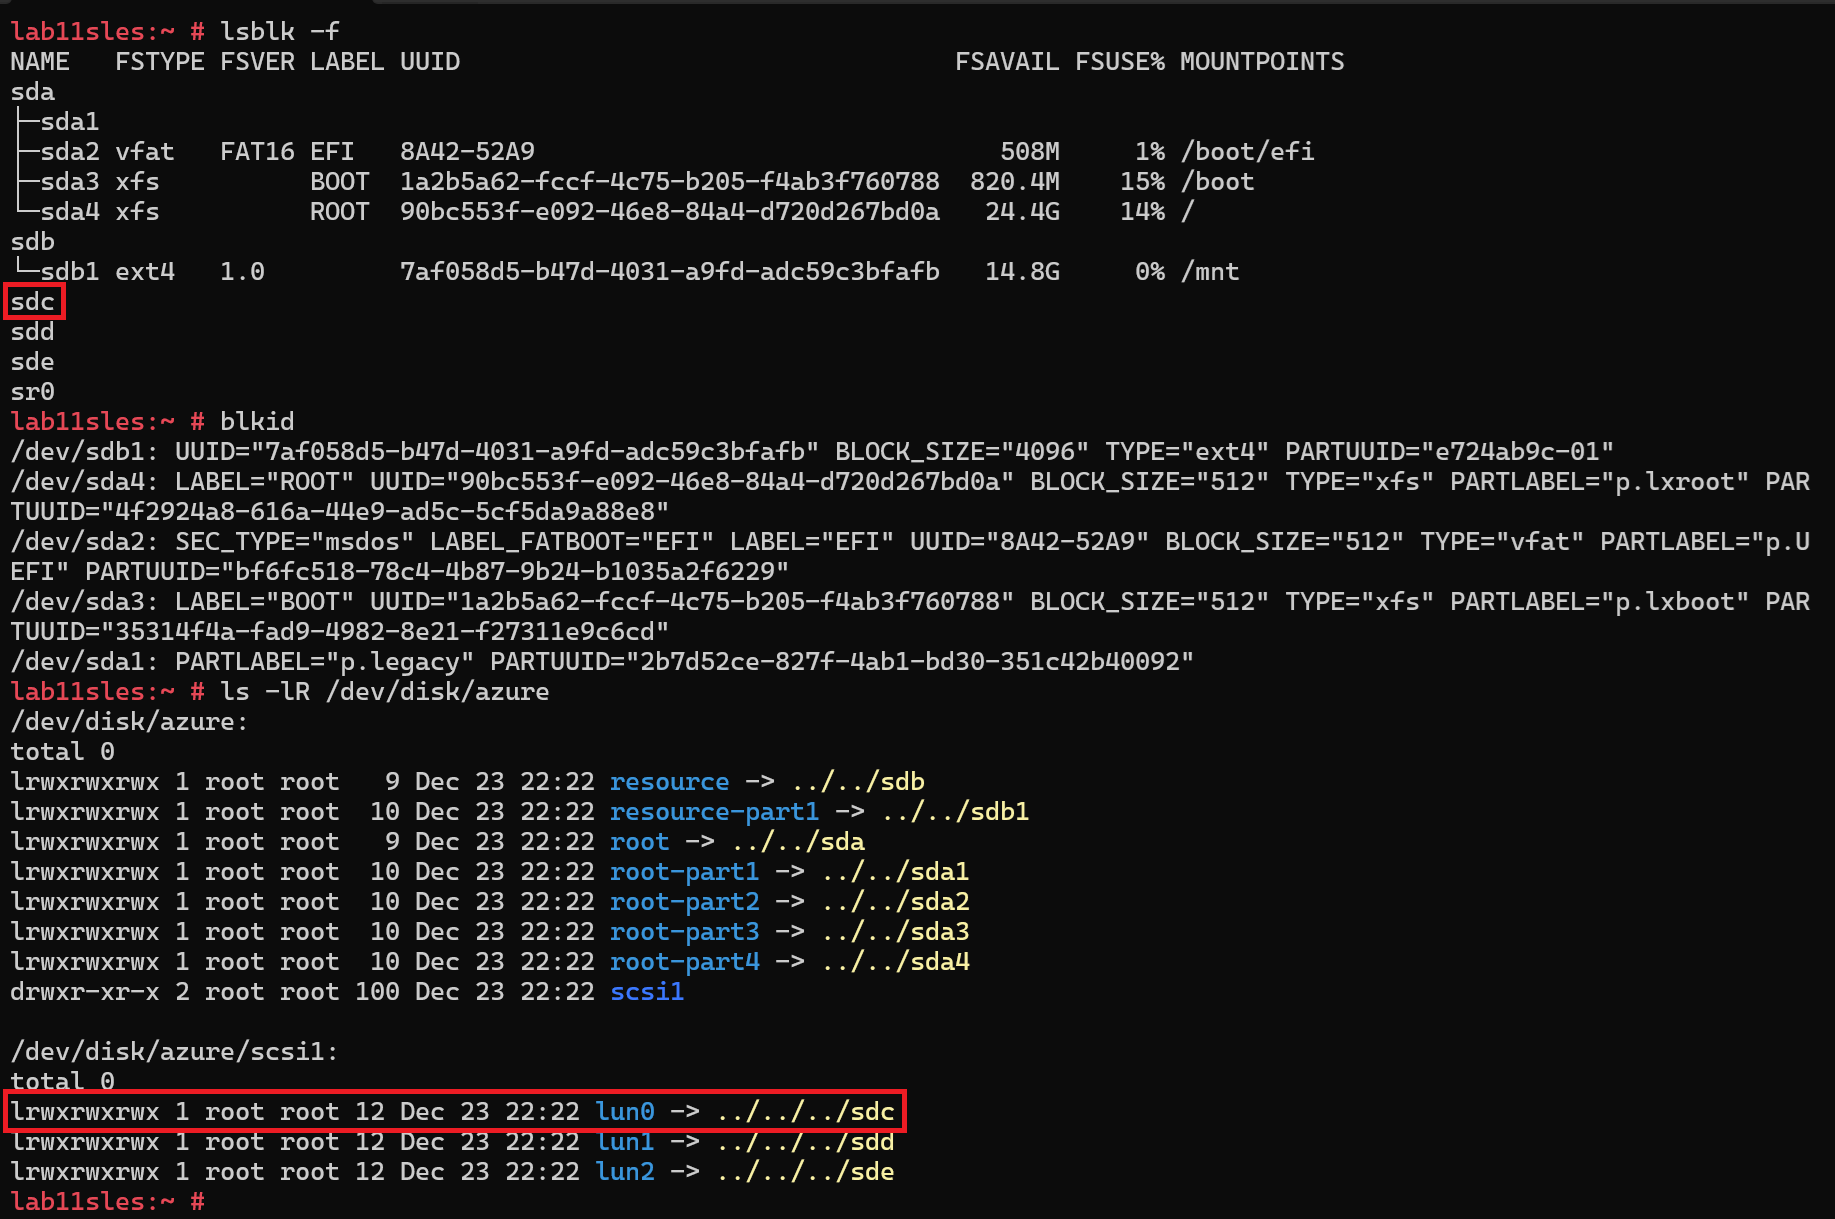 lab11sles:~ # lsblk -f
NAME   FSTYPE FSVER LABEL UUID                                 FSAVAIL FSUSE% MOUNTPOINTS
sda
├─sda1
├─sda2 vfat   FAT16 EFI   8A42-52A9                               508M     1% /boot/efi
├─sda3 xfs          BOOT  1a2b5a62-fccf-4c75-b205-f4ab3f760788  820.4M    15% /boot
└─sda4 xfs          ROOT  90bc553f-e092-46e8-84a4-d720d267bd0a   24.4G    14% /
sdb
└─sdb1 ext4   1.0         7af058d5-b47d-4031-a9fd-adc59c3bfafb   14.8G     0% /mnt
sdc
sdd
sde
sr0
lab11sles:~ # blkid
/dev/sdb1: UUID="7af058d5-b47d-4031-a9fd-adc59c3bfafb" BLOCK_SIZE="4096" TYPE="ext4" PARTUUID="e724ab9c-01"
/dev/sda4: LABEL="ROOT" UUID="90bc553f-e092-46e8-84a4-d720d267bd0a" BLOCK_SIZE="512" TYPE="xfs" PARTLABEL="p.lxroot" PAR
TUUID="4f2924a8-616a-44e9-ad5c-5cf5da9a88e8"
/dev/sda2: SEC_TYPE="msdos" LABEL_FATBOOT="EFI" LABEL="EFI" UUID="8A42-52A9" BLOCK_SIZE="512" TYPE="vfat" PARTLABEL="p.U
EFI" PARTUUID="bf6fc518-78c4-4b87-9b24-b1035a2f6229"
/dev/sda3: LABEL="BOOT" UUID="1a2b5a62-fccf-4c75-b205-f4ab3f760788" BLOCK_SIZE="512" TYPE="xfs" PARTLABEL="p.lxboot" PAR
TUUID="35314f4a-fad9-4982-8e21-f27311e9c6cd"
/dev/sda1: PARTLABEL="p.legacy" PARTUUID="2b7d52ce-827f-4ab1-bd30-351c42b40092"
lab11sles:~ # ls -lR /dev/disk/azure
/dev/disk/azure:
total 0
lrwxrwxrwx 1 root root   9 Dec 23 22:22 resource -> ../../sdb
lrwxrwxrwx 1 root root  10 Dec 23 22:22 resource-part1 -> ../../sdb1
lrwxrwxrwx 1 root root   9 Dec 23 22:22 root -> ../../sda
lrwxrwxrwx 1 root root  10 Dec 23 22:22 root-part1 -> ../../sda1
lrwxrwxrwx 1 root root  10 Dec 23 22:22 root-part2 -> ../../sda2
lrwxrwxrwx 1 root root  10 Dec 23 22:22 root-part3 -> ../../sda3
lrwxrwxrwx 1 root root  10 Dec 23 22:22 root-part4 -> ../../sda4
drwxr-xr-x 2 root root 100 Dec 23 22:22 scsi1

/dev/disk/azure/scsi1:
total 0
lrwxrwxrwx 1 root root 12 Dec 23 22:22 lun0 -> ../../../sdc
lrwxrwxrwx 1 root root 12 Dec 23 22:22 lun1 -> ../../../sdd
lrwxrwxrwx 1 root root 12 Dec 23 22:22 lun2 -> ../../../sde
lab11sles:~ #